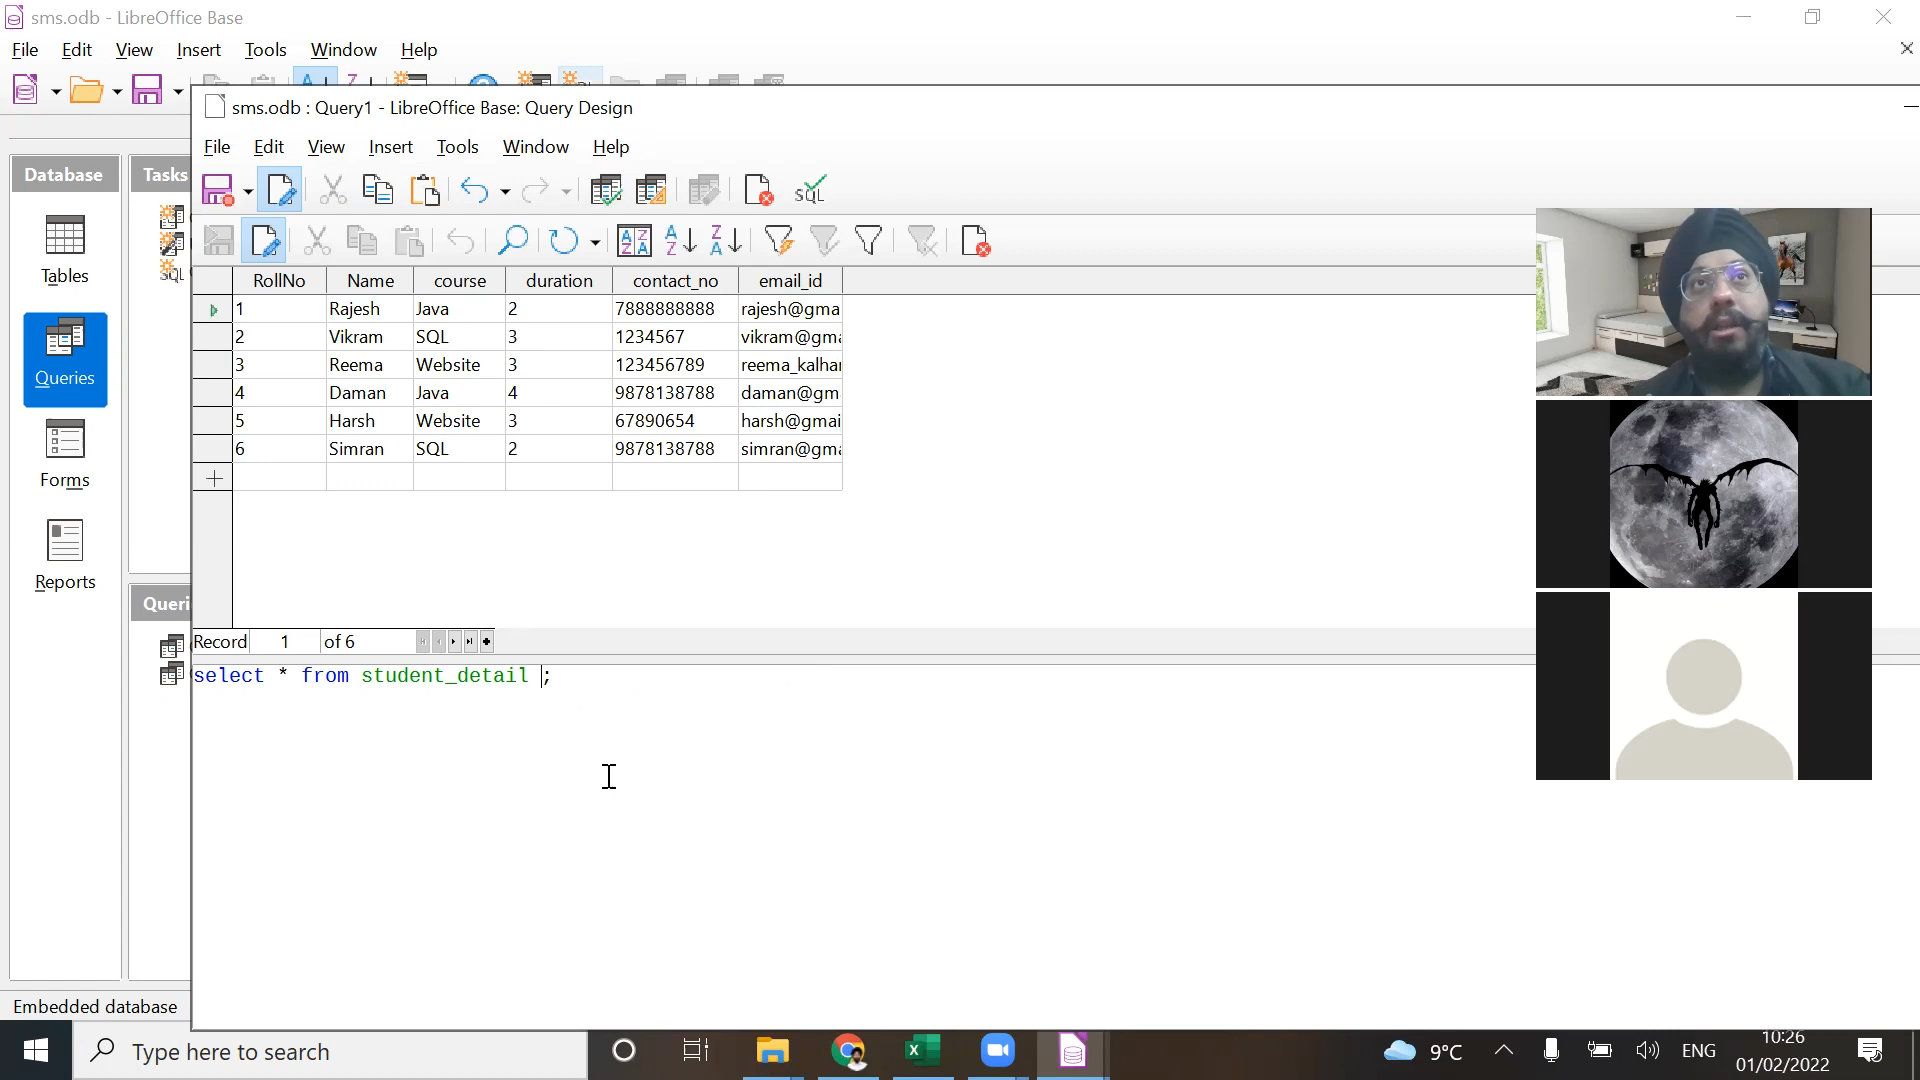 sms.odb - LibreOffice Base
File Edit View Insert Tools Window Help
sms.odb : Query1 - LibreOffice Base: Query Design
File Edit View Insert Tools Window Help
Database
Tasks
SQL
Tables
Queries
Forms
Reports
RollNo Name course duration contact_no email_id
1 Rajesh Java 2 7888888888 rajesh@gma
2 Vikram SQL 3 1234567 vikram@gm
3 Reema Website 3 123456789 reema_kalha
4 Daman Java 4 9878138788 daman@gm
5 Harsh Website 3 67890654 harsh@gmai
6 Simran SQL 2 9878138788 simran@gm
Record 1 of 6
Queri
select * from student_detail ;
Embedded database
Type here to search
9°C
ENG
10:26
01/02/2022